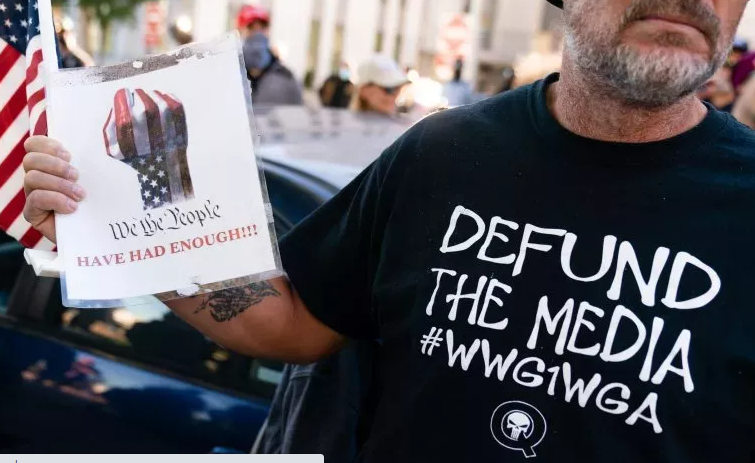 We the People
HAVE HAD ENOUGH!!!
DEFUND
THE MEDIA
#WWG1WGA
Q